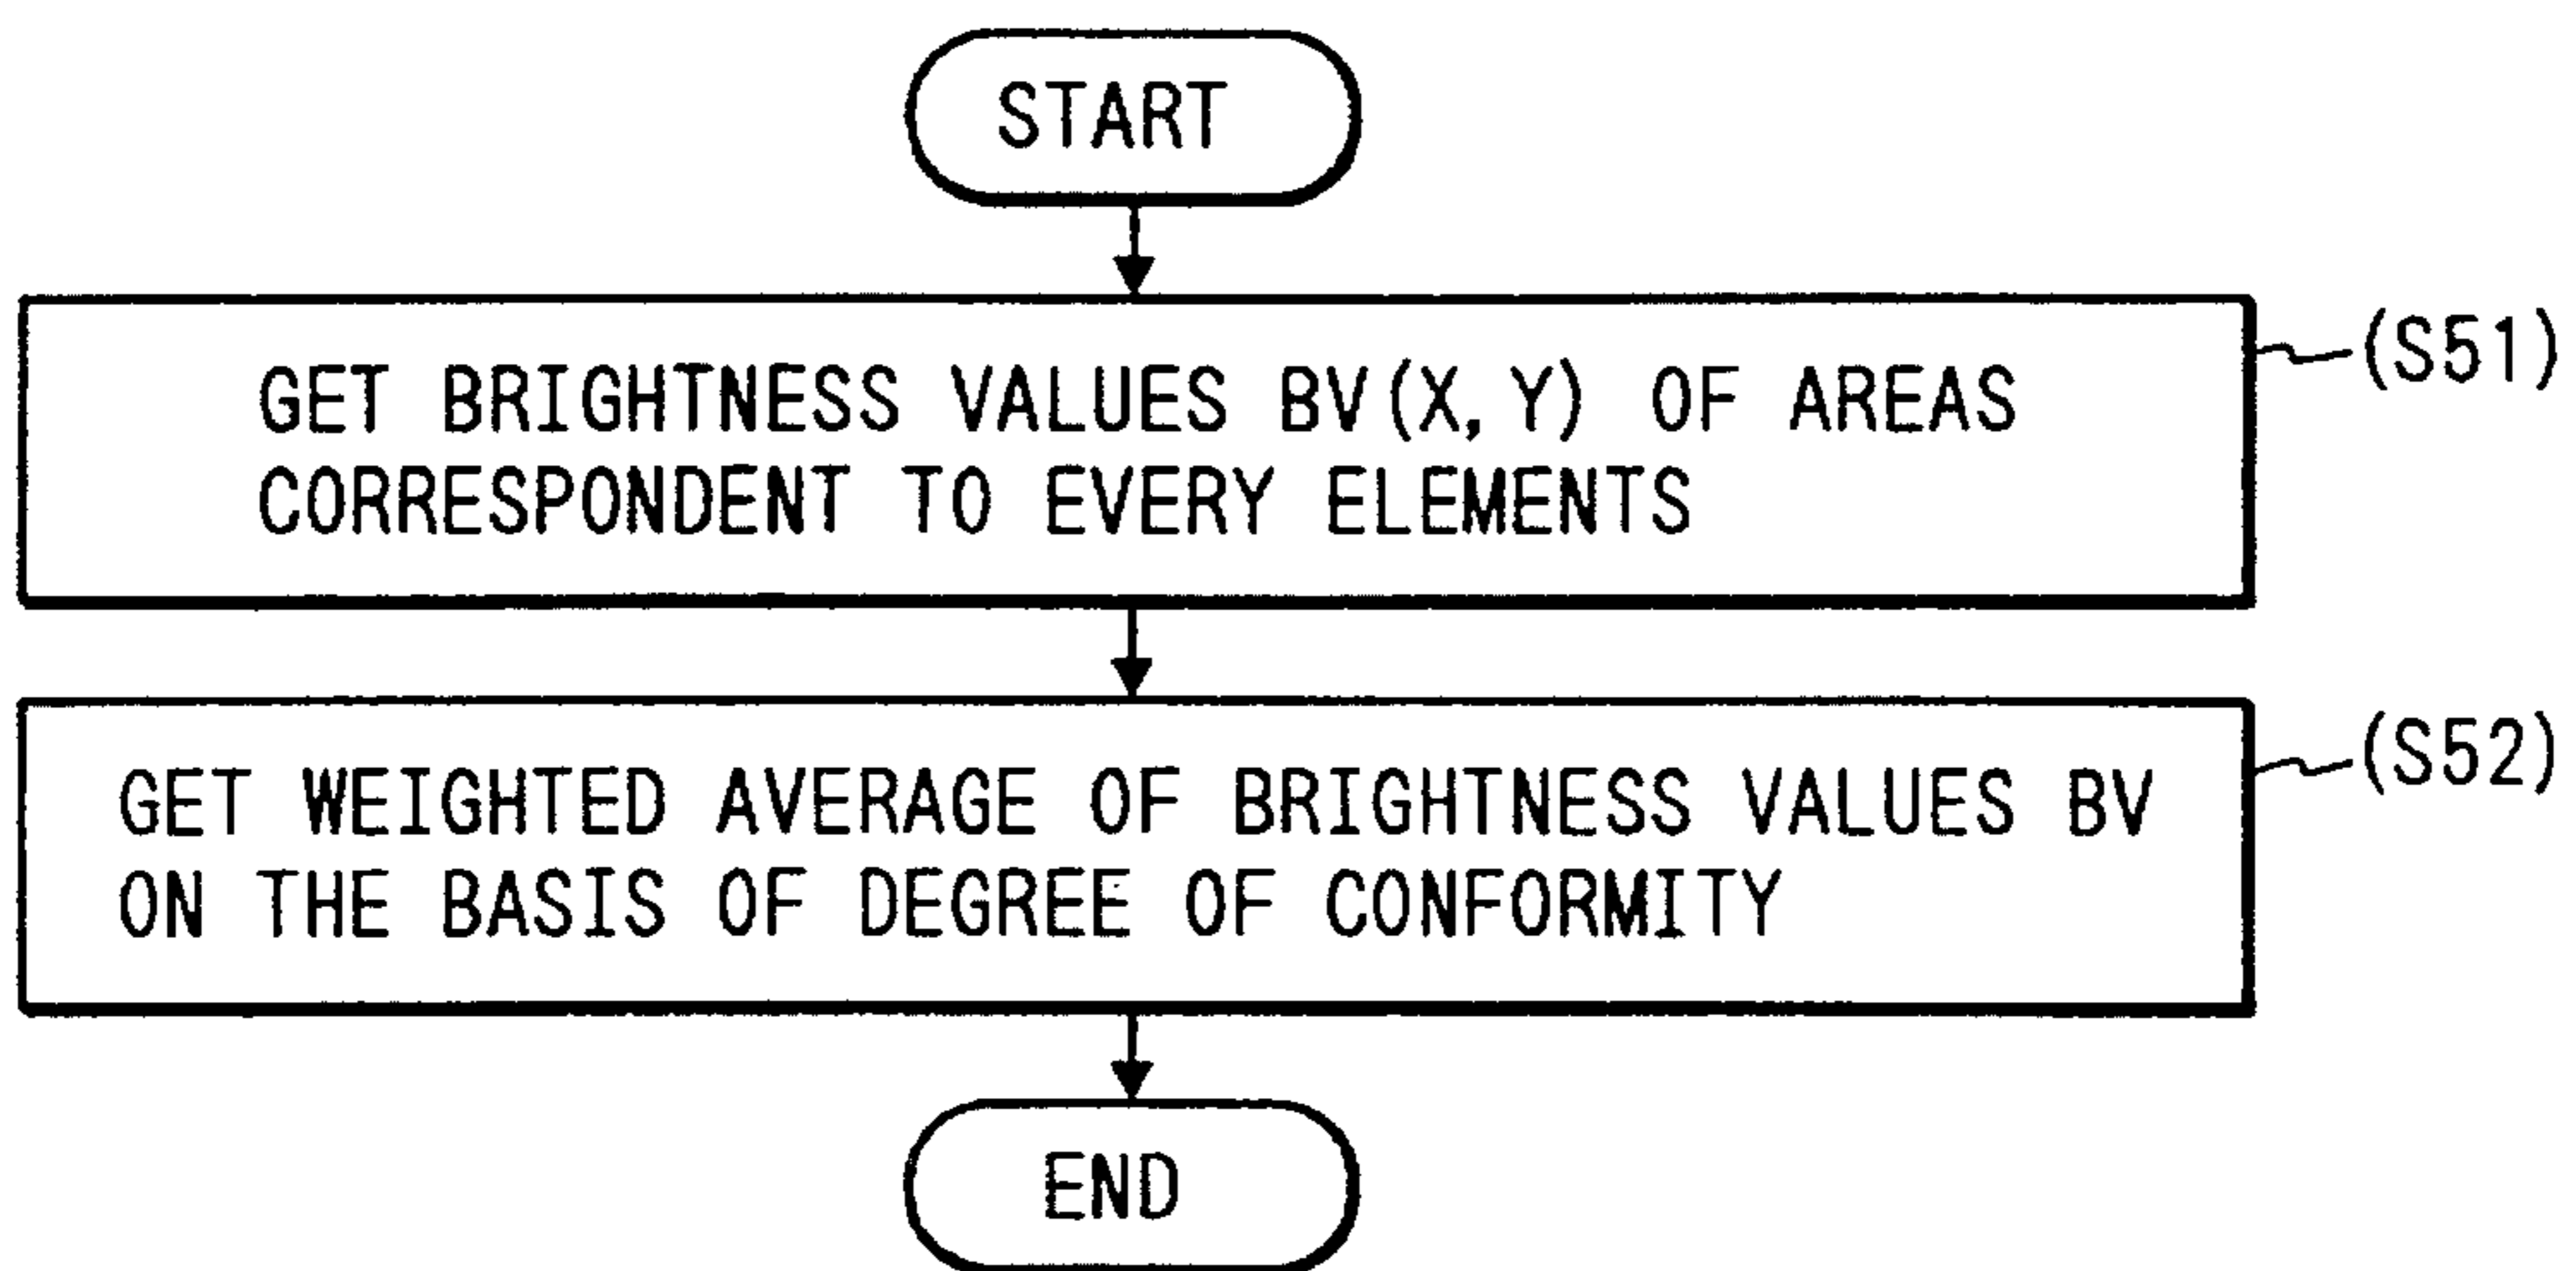 START
GET BRIGHTNESS VALUES BV(X,Y) OF AREAS
CORRESPONDENT TO EVERY ELEMENTS
(S51)
GET WEIGHTED AVERAGE OF BRIGHTNESS VALUES BV
ON THE BASIS OF DEGREE OF CONFORMITY
(S52)
END